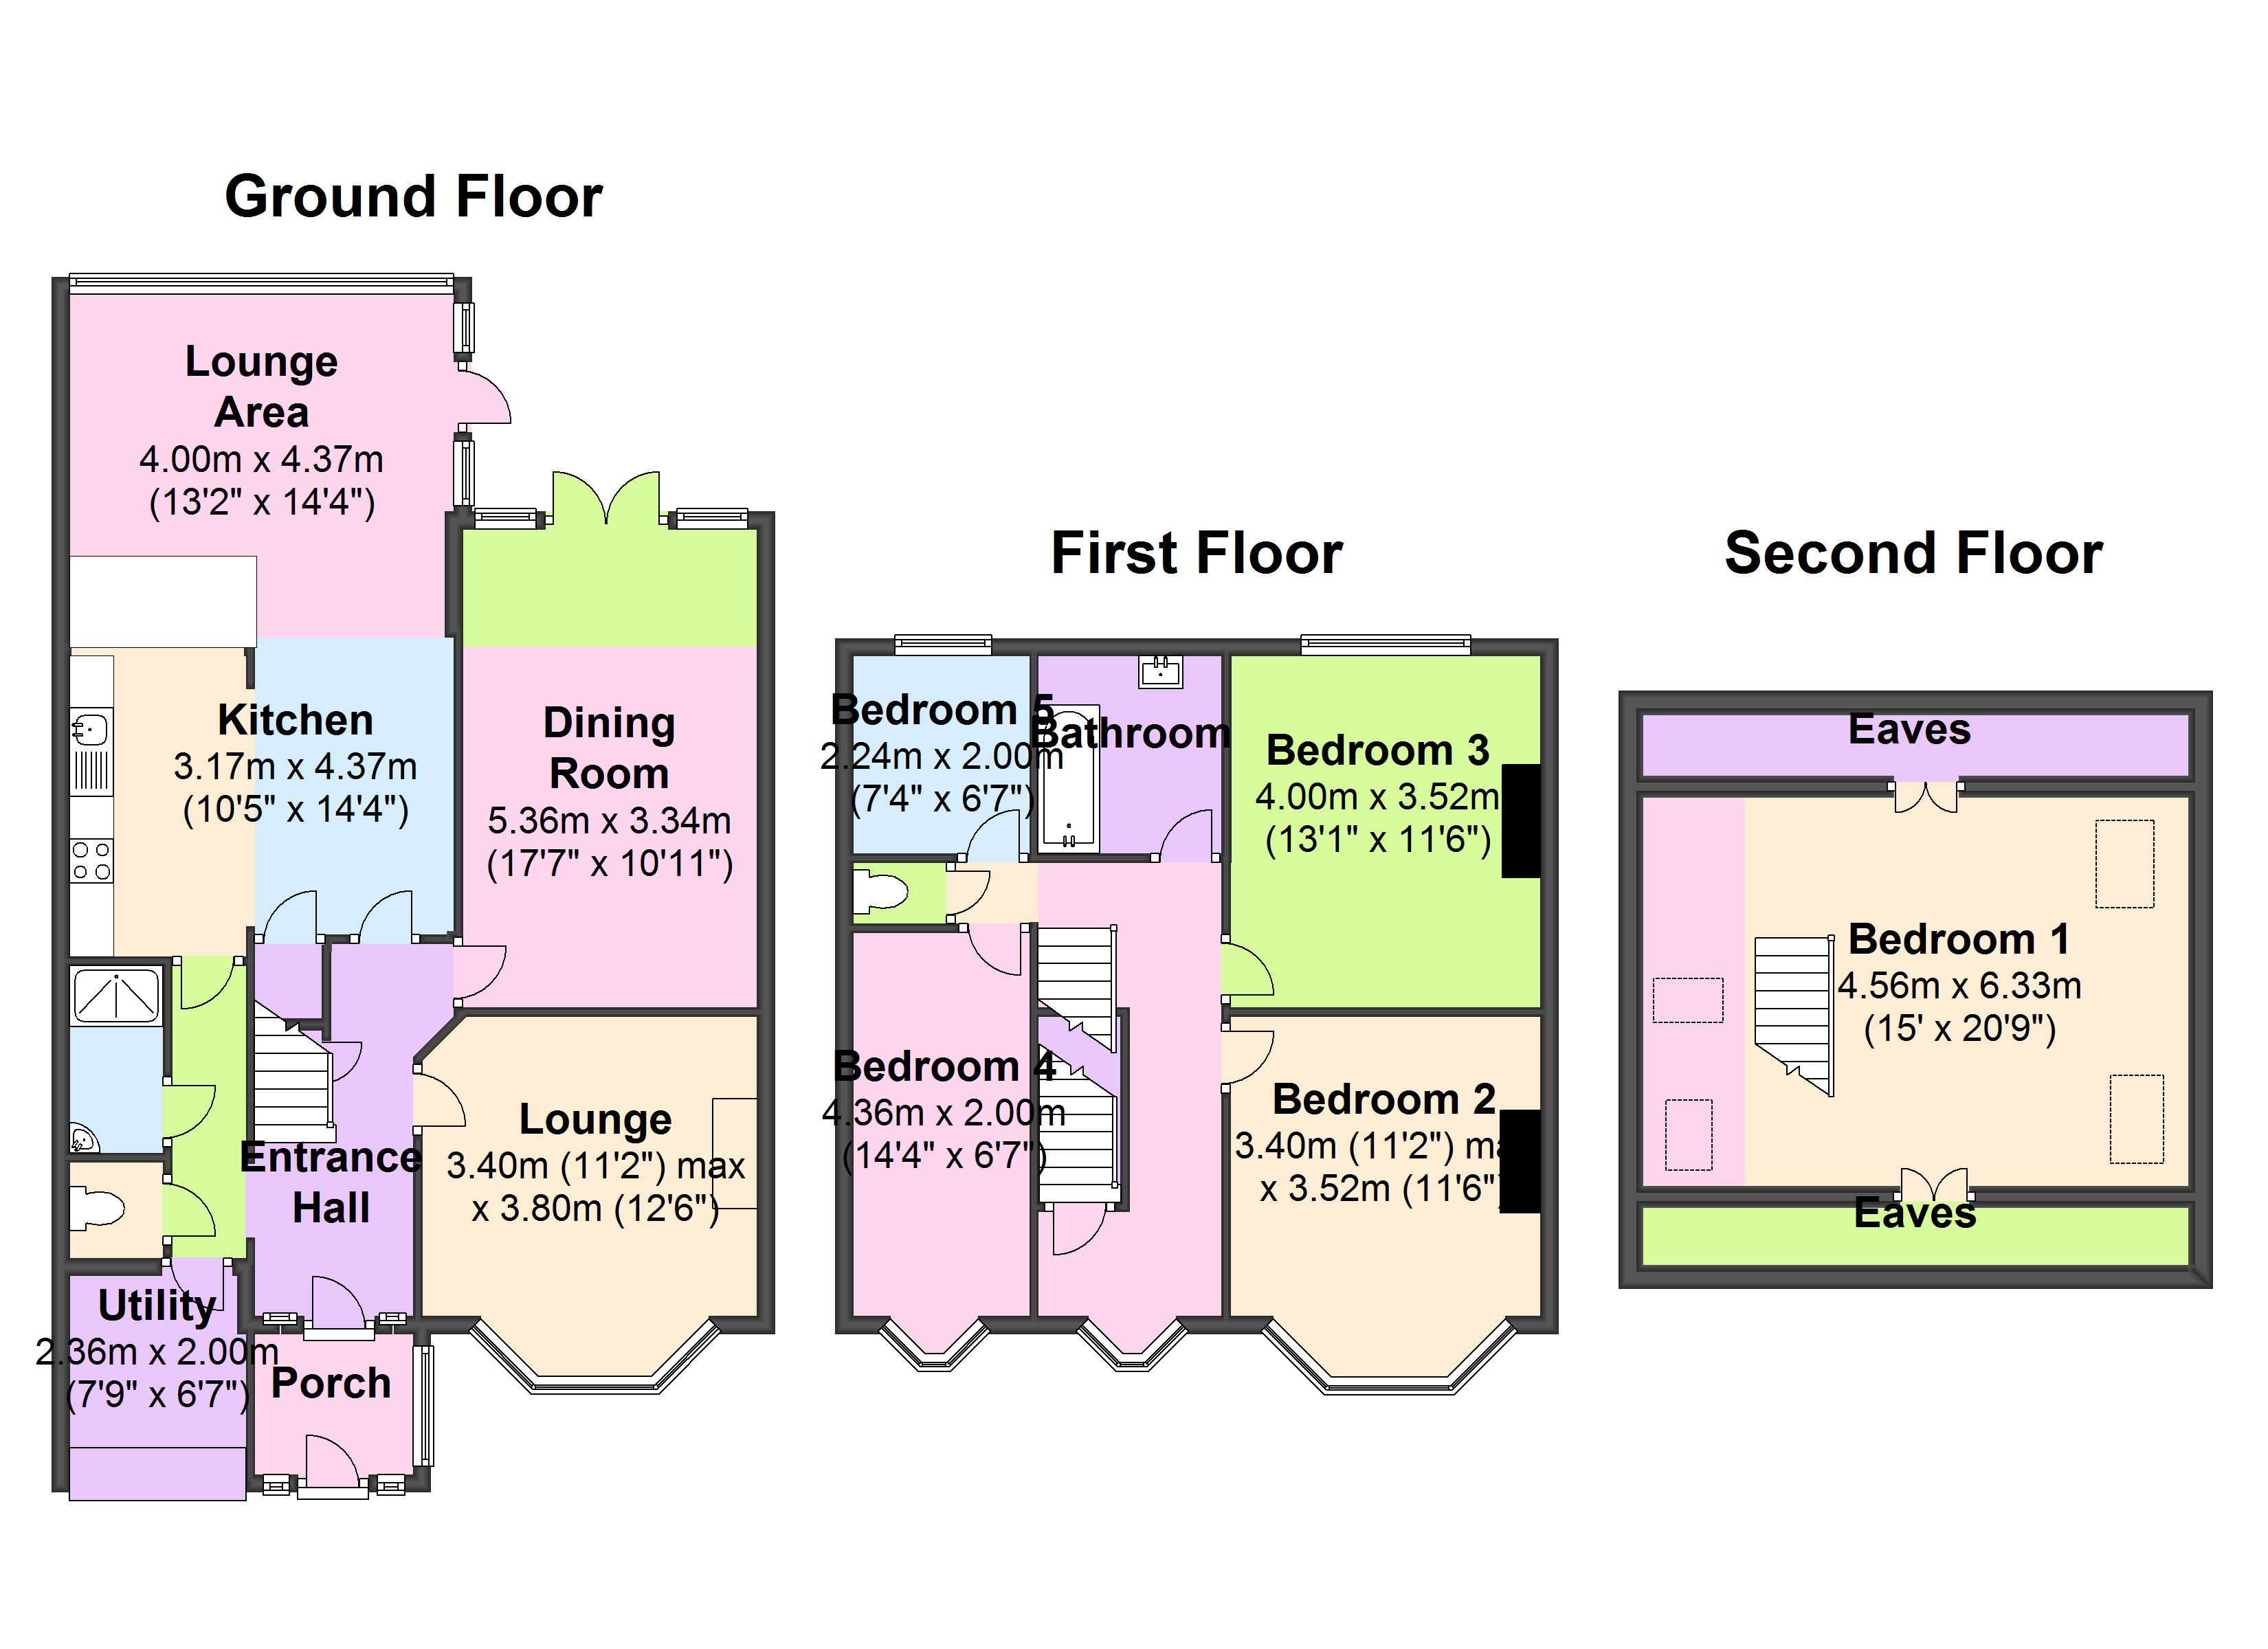 Ground Floor
Lounge
Area
4.00m x 4.37m
(13'2" x 14'4")
Kitchen
3.17m x 4.37m
(10'5" x 14'4")
Dining
Room
5.36m x 3.34m
(17'7" x 10'11")
Entrance
Hall
Lounge
3.40m (11'2") max
x 3.80m (12'6")
Utility
2.36m x 2.00m
(7'9" x 6'7")
Porch
First Floor
Bedroom 5
2.24m x 2.00m
(7'4" x 6'7")
Bathroom
Bedroom 3
4.00m x 3.52m
(13'1" x 11'6")
Bedroom 4
4.36m x 2.00m
(14'4" x 6'7")
Bedroom 2
3.40m (11'2") ma
x 3.52m (11'6")
Second Floor
Eaves
Bedroom 1
4.56m x 6.33m
(15' x 20'9")
Eaves